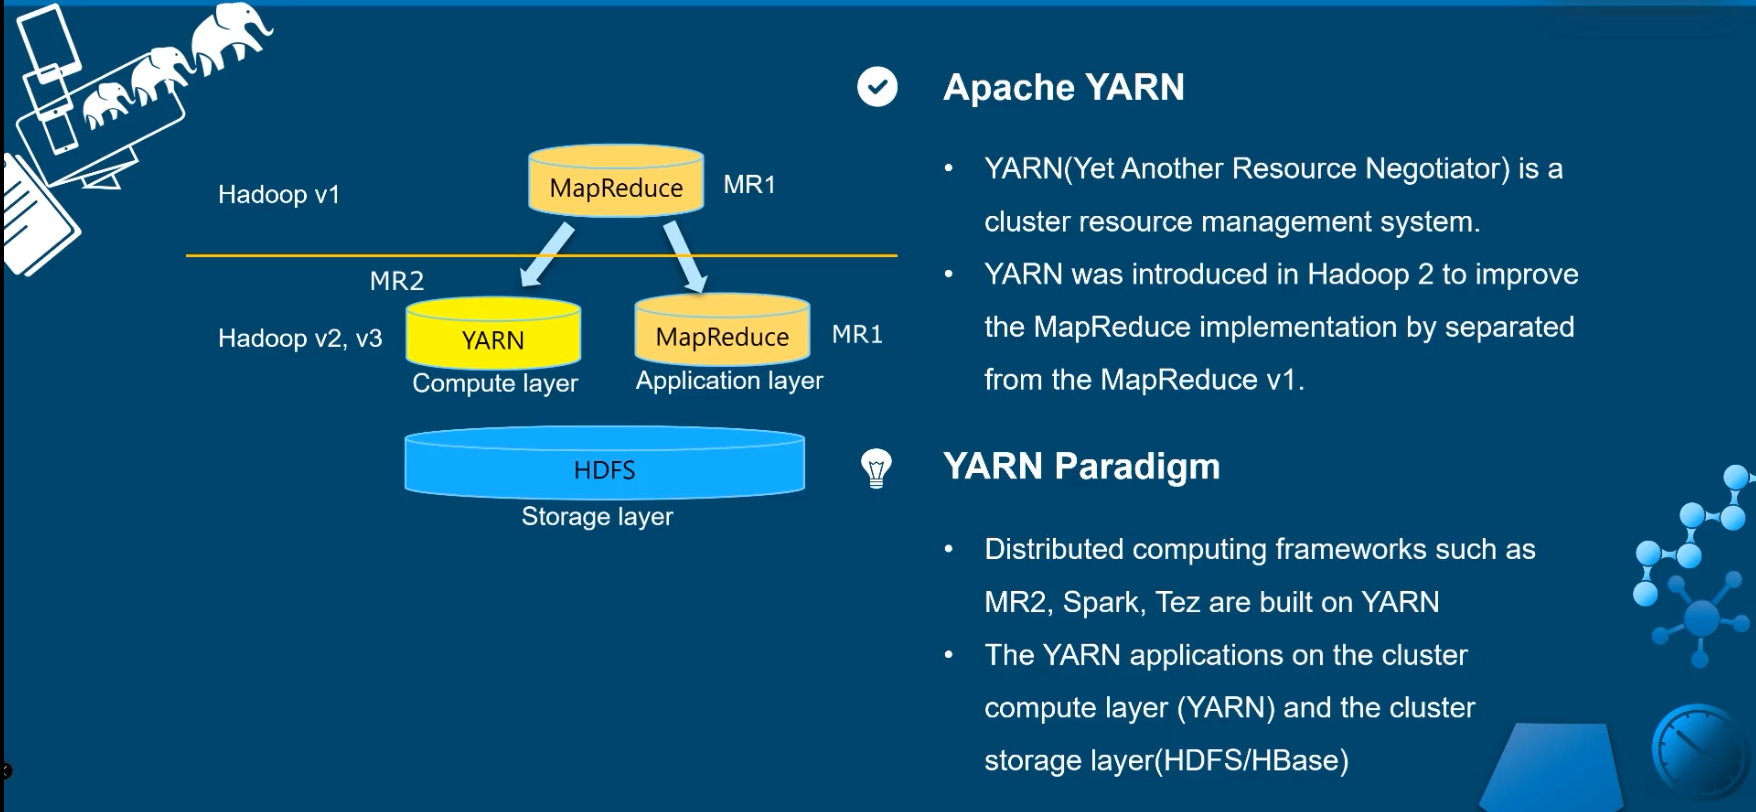 Hadoop v1
MapReduce
MR1
MR2
Hadoop v2, v3
YARN
MapReduce
MR1
Compute layer
Application layer
HDFS
Storage layer
Apache YARN
• YARN(Yet Another Resource Negotiator) is a
cluster resource management system.
• YARN was introduced in Hadoop 2 to improve
the MapReduce implementation by separated
from the MapReduce v1.
YARN Paradigm
• Distributed computing frameworks such as
MR2, Spark, Tez are built on YARN
• The YARN applications on the cluster
compute layer (YARN) and the cluster
storage layer(HDFS/HBase)